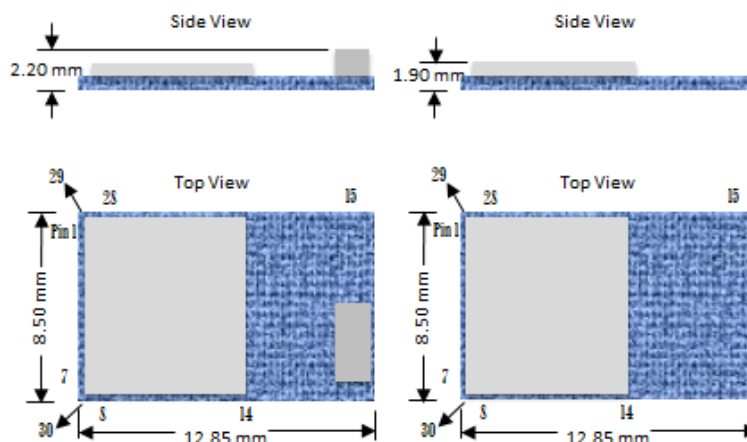 Side View
Side View
2.20 mm
1.90 mm
29
28
Top View
15
28
Top View
15
29
Pin 1
Pin 1
8.50 mm
8.50 mm
7
7
30
8
14
30
8
14
12.85 mm
12.85 mm